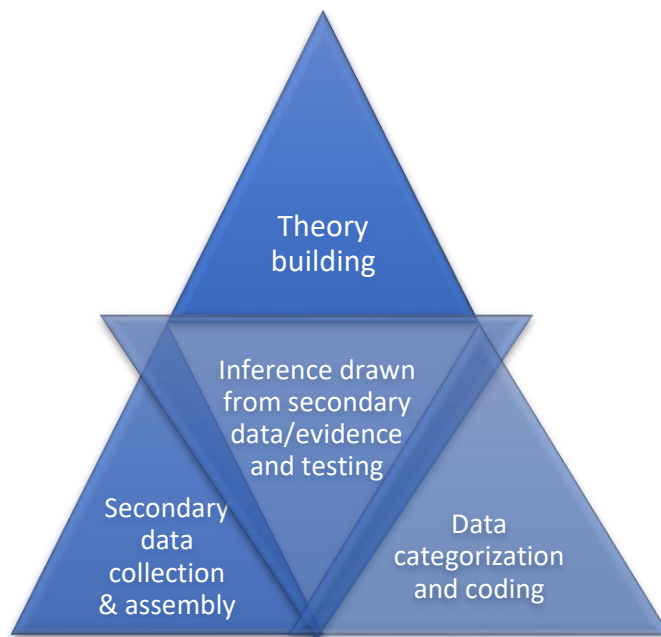 Theory
building
Inference drawn
from secondary
data/evidence
and testing
Secondary
data
collection
& assembly
Data
categorization
and coding